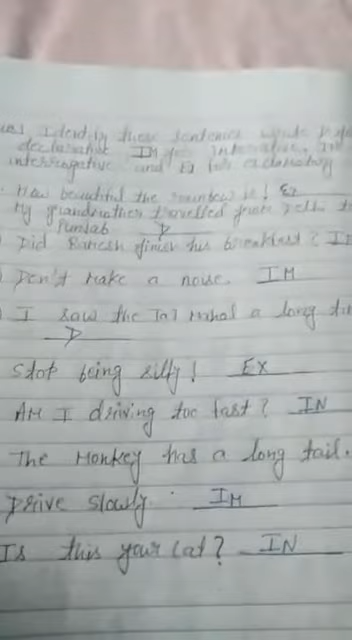 Identify these sentences write D for
declarative IM for Imperative, IN
interrogative and EX for exclamatory
How beautiful the rainbow is! Ex
My grandmother travelled from Delhi to
Punjab D
Did Ramesh finish his breakfast? IN
Don't make a noise. IM
I saw the Taj Mahal a long
D
Stop being silly! EX
AM I driving too fast? IN
The Monkey has a long tail.
Drive slowly. IM
Is this your Cat? IN